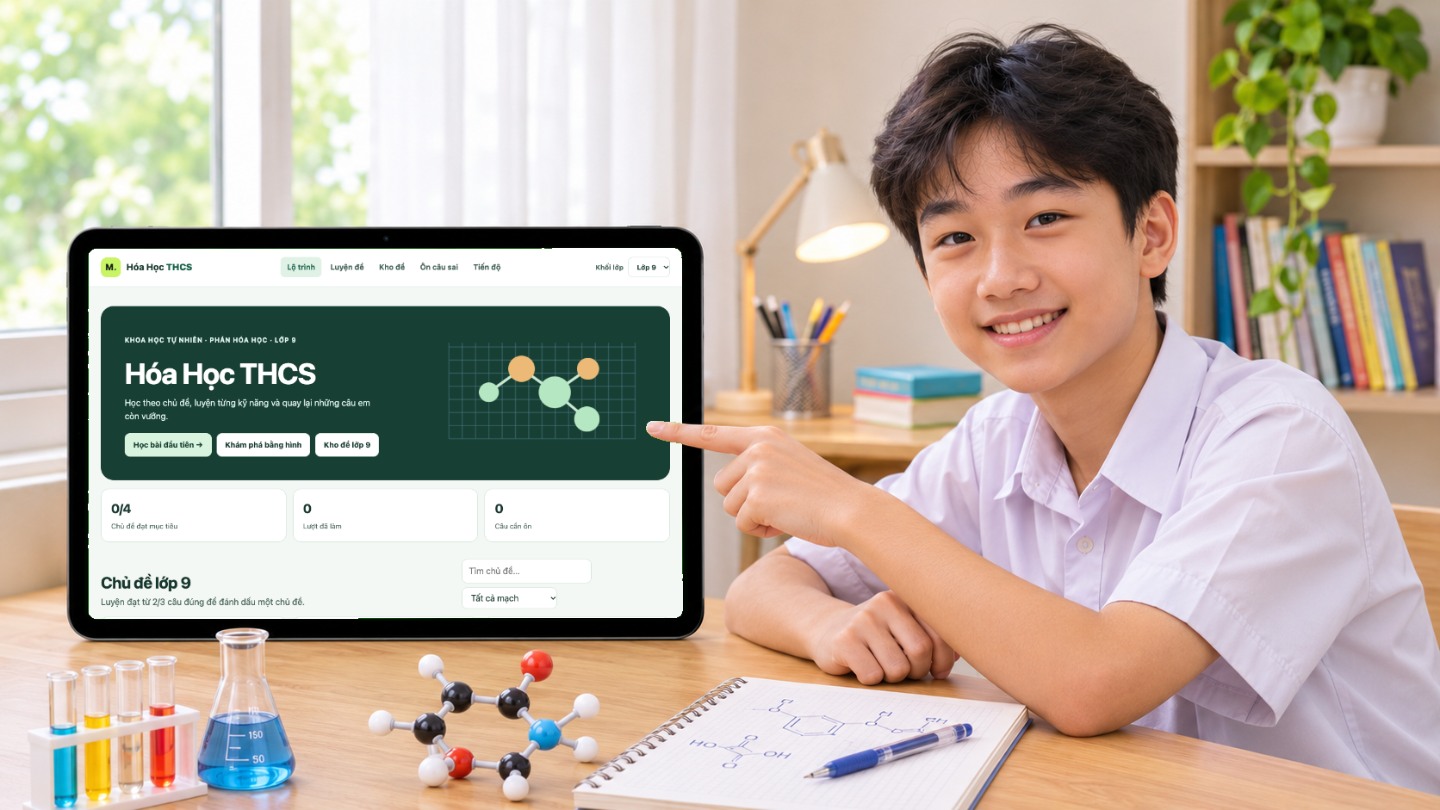 M. Hóa Học THCS
Lộ trình Luyện đề Kho đề Ôn câu sai Tiến độ
Khối lớp Lớp 9
KHOA HỌC TỰ NHIÊN · PHẦN HÓA HỌC · LỚP 9
Hóa Học THCS
Học theo chủ đề, luyện từng kỹ năng và quay lại những câu em
còn vướng.
Học bài đầu tiên → Khám phá bằng hình Kho đề lớp 9
0/4
Chủ đề đạt mục tiêu
0
Lượt đã làm
0
Câu cần ôn
Chủ đề lớp 9
Luyện đạt từ 2/3 câu đúng để đánh dấu một chủ đề.
Tìm chủ đề...
Tất cả mạch
150
50
HO
OH